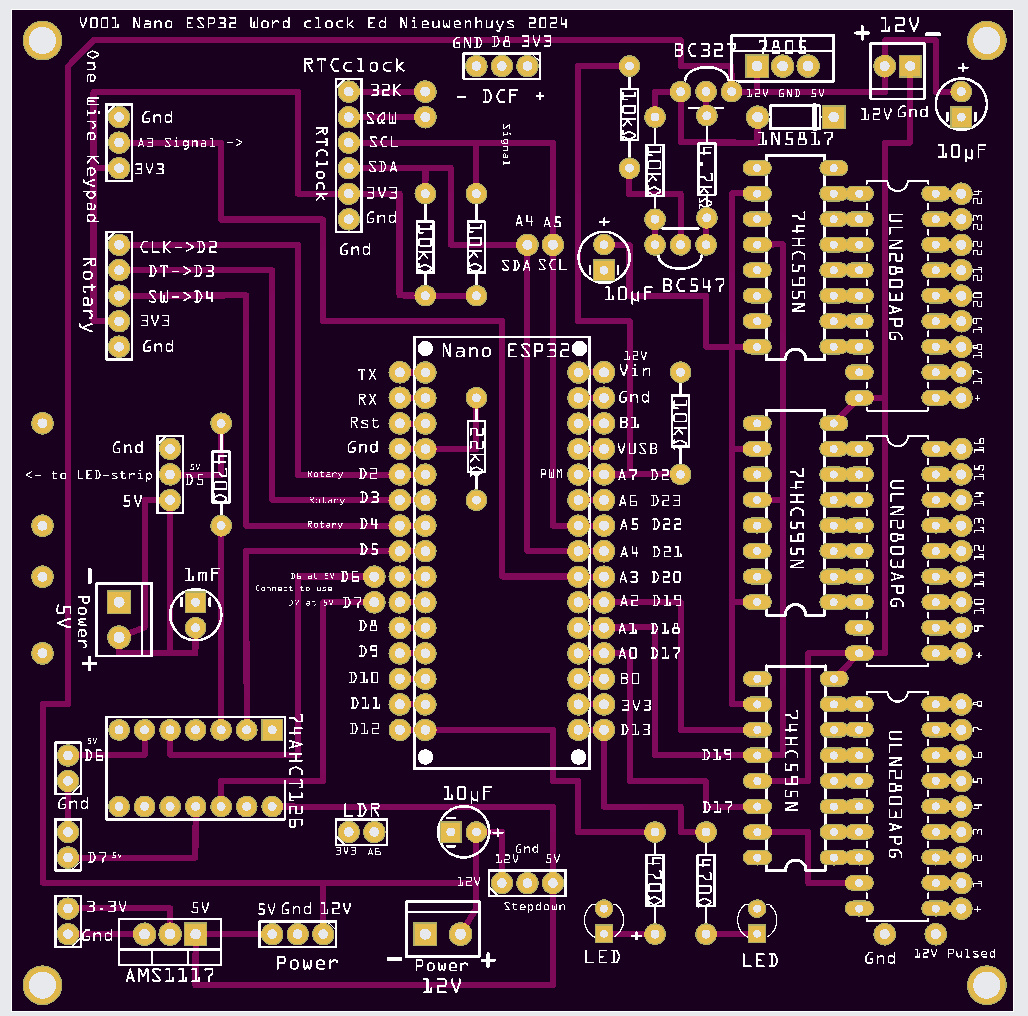 V001 Nano ESP32 Word clock Ed Nieuwenhuys 2024
12V
+ -
GND D8 3V3
BC327
7805
RTCclock
- DCF +
12V GND 5V
12V Gnd
+
10µF
1N5817
One Wire Keypad
Gnd
A3 Signal ->
3V3
RTClock
32K
SQW
SCL
SDA
3V3
Gnd
Gnd
Signal
10kΩ
10kΩ
4.7kΩ
A4 A5
SDA SCL
+
10µF
BC547
10kΩ
10kΩ
Rotary
CLK->D2
DT->D3
SW->D4
3V3
Gnd
74HC595N
ULN2803APG
24
23
22
21
20
19
18
17
+
Nano ESP32
12V
TX
RX
Rst
Gnd
Rotary D2
Rotary D3
Rotary D4
D5
D6 at 5V D6
Connect to use
D7 at 5V D7
D8
D9
D10
D11
D12
22kΩ
Vin
Gnd
B1
VUSB
PWM A7 D2
A6 D23
A5 D22
A4 D21
A3 D20
A2 D19
A1 D18
A0 D17
B0
3V3
D13
10kΩ
Gnd
<- to LED-strip
5V
D5
5V
470Ω
74HC595N
ULN2803APG
16
15
14
13
12
11
10
9
+
-
Power
5V
+
1mF
74AHCT126
5V
D6
Gnd
D7 5V
3-3V
Gnd
5V
AMS1117
5V Gnd 12V
Power
LDR
3V3 A6
10µF
+
Gnd
12V 5V
12V
Stepdown
- Power +
12V
D19
D17
470Ω
470Ω
+
LED
LED
74HC595N
ULN2803APG
8
7
6
5
4
3
2
1
+
Gnd
12V Pulsed